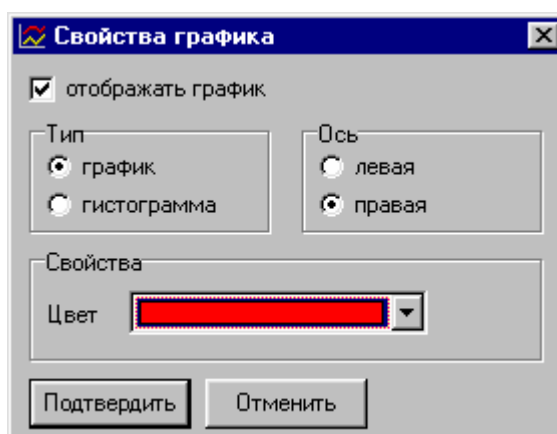 Свойства графика
отображать график
Тип
график
гистограмма
Ось
левая
правая
Свойства
Цвет
Подтвердить
Отменить